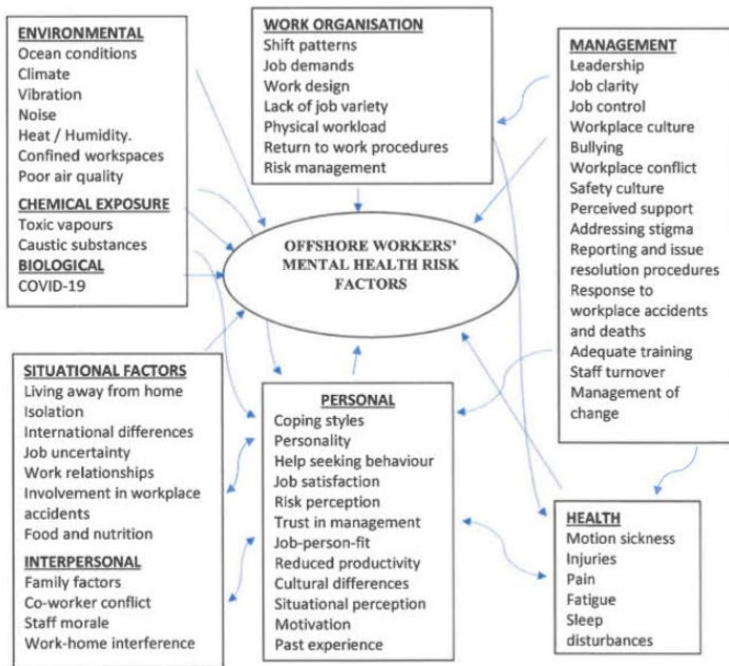 ENVIRONMENTAL
Ocean conditions
Climate
Vibration
Noise
Heat / Humidity.
Confined workspaces
Poor air quality
CHEMICAL EXPOSURE
Toxic vapours
Caustic substances
BIOLOGICAL
COVID-19
WORK ORGANISATION
Shift patterns
Job demands
Work design
Lack of job variety
Physical workload
Return to work procedures
Risk management
MANAGEMENT
Leadership
Job clarity
Job control
Workplace culture
Bullying
Workplace conflict
Safety culture
Perceived support
Addressing stigma
Reporting and issue
resolution procedures
Response to
workplace accidents
and deaths
Adequate training
Staff turnover
Management of
change
OFFSHORE WORKERS'
MENTAL HEALTH RISK
FACTORS
SITUATIONAL FACTORS
Living away from home
Isolation
International differences
Job uncertainty
Work relationships
Involvement in workplace
accidents
Food and nutrition
INTERPERSONAL
Family factors
Co-worker conflict
Staff morale
Work-home interference
PERSONAL
Coping styles
Personality
Help seeking behaviour
Job satisfaction
Risk perception
Trust in management
Job-person-fit
Reduced productivity
Cultural differences
Situational perception
Motivation
Past experience
HEALTH
Motion sickness
Injuries
Pain
Fatigue
Sleep
disturbances